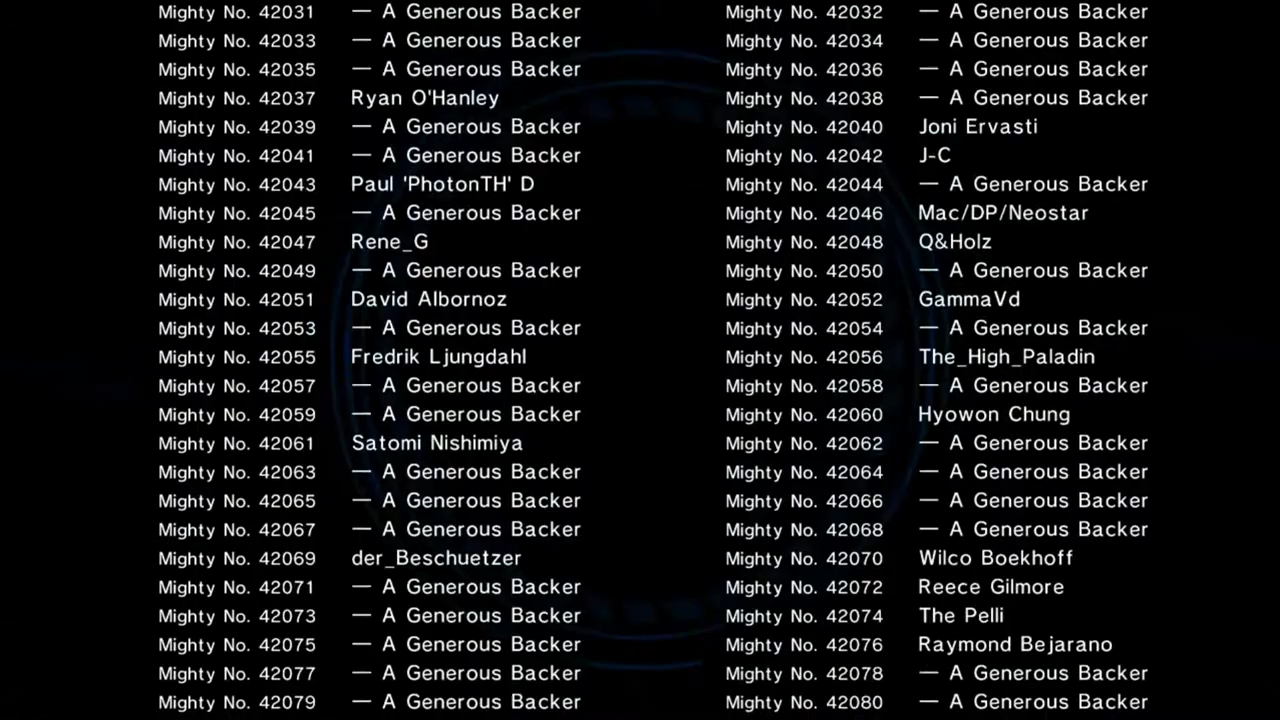 Mighty No. 42031 — A Generous Backer Mighty No. 42032 — A Generous Backer
Mighty No. 42033 — A Generous Backer Mighty No. 42034 — A Generous Backer
Mighty No. 42035 — A Generous Backer Mighty No. 42036 — A Generous Backer
Mighty No. 42037 Ryan O'Hanley Mighty No. 42038 — A Generous Backer
Mighty No. 42039 — A Generous Backer Mighty No. 42040 Joni Ervasti
Mighty No. 42041 — A Generous Backer Mighty No. 42042 J-C
Mighty No. 42043 Paul 'PhotonTH' D Mighty No. 42044 — A Generous Backer
Mighty No. 42045 — A Generous Backer Mighty No. 42046 Mac/DP/Neostar
Mighty No. 42047 Rene_G Mighty No. 42048 Q&Holz
Mighty No. 42049 — A Generous Backer Mighty No. 42050 — A Generous Backer
Mighty No. 42051 David Albornoz Mighty No. 42052 GammaVd
Mighty No. 42053 — A Generous Backer Mighty No. 42054 — A Generous Backer
Mighty No. 42055 Fredrik Ljungdahl Mighty No. 42056 The_High_Paladin
Mighty No. 42057 — A Generous Backer Mighty No. 42058 — A Generous Backer
Mighty No. 42059 — A Generous Backer Mighty No. 42060 Hyowon Chung
Mighty No. 42061 Satomi Nishimiya Mighty No. 42062 — A Generous Backer
Mighty No. 42063 — A Generous Backer Mighty No. 42064 — A Generous Backer
Mighty No. 42065 — A Generous Backer Mighty No. 42066 — A Generous Backer
Mighty No. 42067 — A Generous Backer Mighty No. 42068 — A Generous Backer
Mighty No. 42069 der_Beschuetzer Mighty No. 42070 Wilco Boekhoff
Mighty No. 42071 — A Generous Backer Mighty No. 42072 Reece Gilmore
Mighty No. 42073 — A Generous Backer Mighty No. 42074 The Pelli
Mighty No. 42075 — A Generous Backer Mighty No. 42076 Raymond Bejarano
Mighty No. 42077 — A Generous Backer Mighty No. 42078 — A Generous Backer
Mighty No. 42079 — A Generous Backer Mighty No. 42080 — A Generous Backer